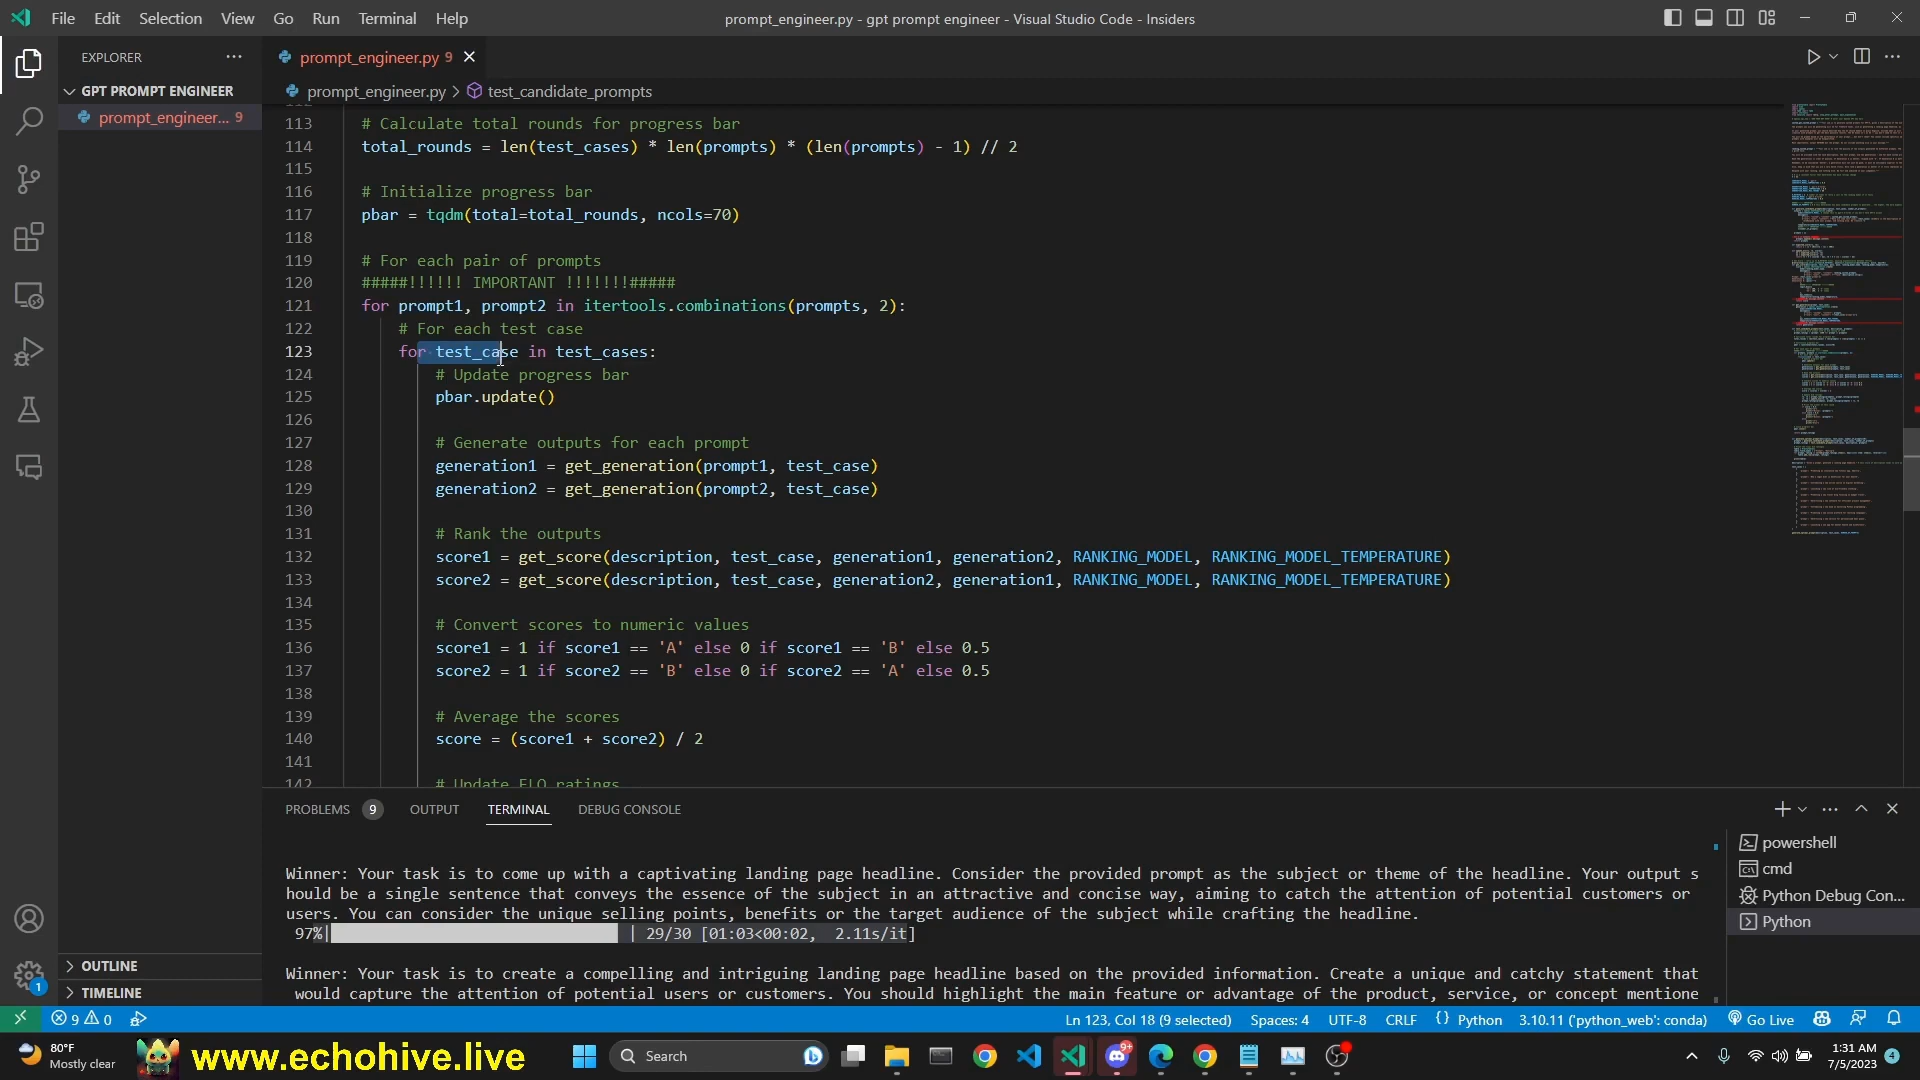 File Edit Selection View Go Run Terminal Help
prompt_engineer.py - gpt prompt engineer - Visual Studio Code - Insiders
EXPLORER
GPT PROMPT ENGINEER
prompt_engineer... 9
OUTLINE
TIMELINE
prompt_engineer.py 9
prompt_engineer.py > test_candidate_prompts
113 # Calculate total rounds for progress bar
114 total_rounds = len(test_cases) * len(prompts) * (len(prompts) - 1) // 2
115
116 # Initialize progress bar
117 pbar = tqdm(total=total_rounds, ncols=70)
118
119 # For each pair of prompts
120 #####!!!!!! IMPORTANT !!!!!!!#####
121 for prompt1, prompt2 in itertools.combinations(prompts, 2):
122 # For each test case
123 for test_case in test_cases:
124 # Update progress bar
125 pbar.update()
126
127 # Generate outputs for each prompt
128 generation1 = get_generation(prompt1, test_case)
129 generation2 = get_generation(prompt2, test_case)
130
131 # Rank the outputs
132 score1 = get_score(description, test_case, generation1, generation2, RANKING_MODEL, RANKING_MODEL_TEMPERATURE)
133 score2 = get_score(description, test_case, generation2, generation1, RANKING_MODEL, RANKING_MODEL_TEMPERATURE)
134
135 # Convert scores to numeric values
136 score1 = 1 if score1 == 'A' else 0 if score1 == 'B' else 0.5
137 score2 = 1 if score2 == 'B' else 0 if score2 == 'A' else 0.5
138
139 # Average the scores
140 score = (score1 + score2) / 2
141
142 # Update ELO ratings
PROBLEMS 9 OUTPUT TERMINAL DEBUG CONSOLE
Winner: Your task is to come up with a captivating landing page headline. Consider the provided prompt as the subject or theme of the headline. Your output s
hould be a single sentence that conveys the essence of the subject in an attractive and concise way, aiming to catch the attention of potential customers or
users. You can consider the unique selling points, benefits or the target audience of the subject while crafting the headline.
97%| | 29/30 [01:03<00:02, 2.11s/it]
Winner: Your task is to create a compelling and intriguing landing page headline based on the provided information. Create a unique and catchy statement that
would capture the attention of potential users or customers. You should highlight the main feature or advantage of the product, service, or concept mentione
powershell
cmd
Python Debug Con...
Python
1
9 0
Ln 123, Col 18 (9 selected) Spaces: 4 UTF-8 CRLF Python 3.10.11 ('python_web': conda) Go Live
80°F
Mostly clear
www.echohive.live
Search
9+
1:31 AM
7/5/2023
4